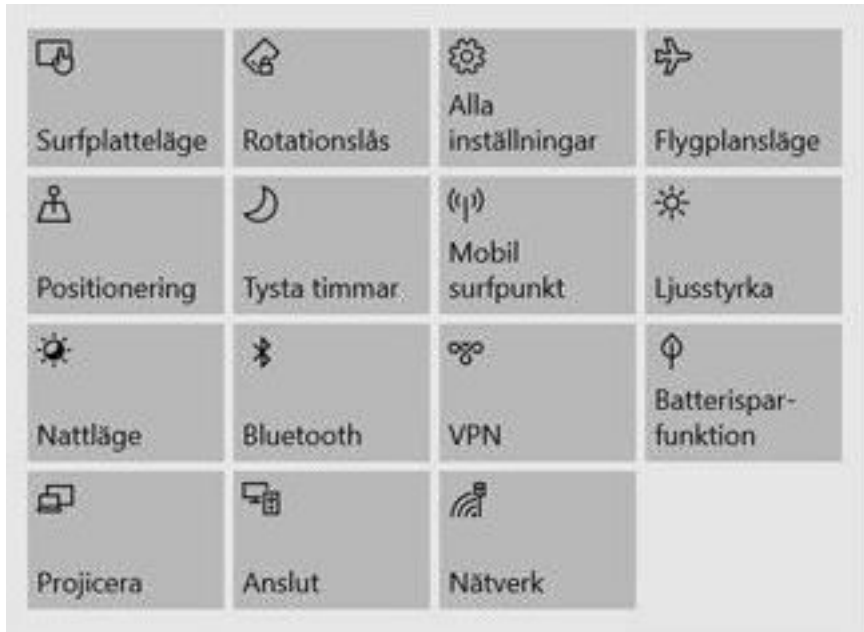 Surfplatteläge
Rotationslås
Alla
inställningar
Flygplansläge
Positionering
Tysta timmar
Mobil
surfpunkt
Ljusstyrka
Nattläge
Bluetooth
VPN
Batterispar-
funktion
Projicera
Anslut
Nätverk